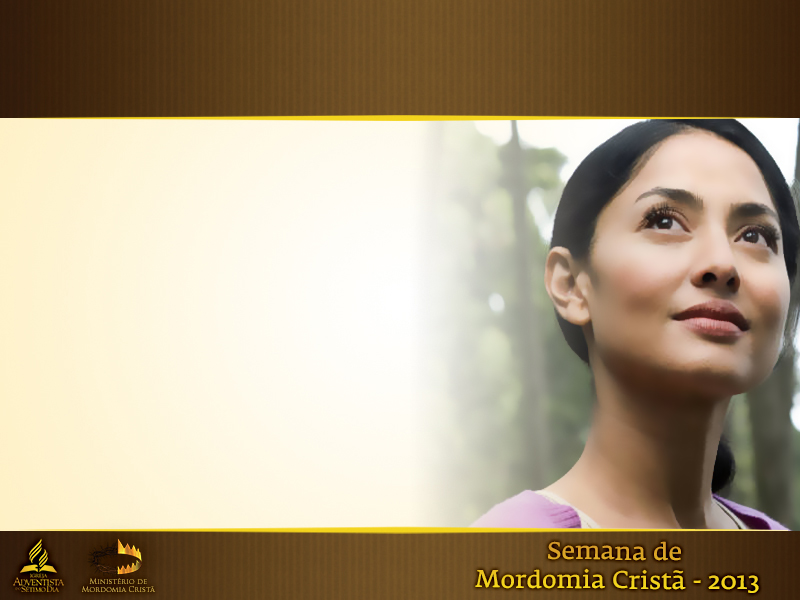 IGREJA
ADVENTISTA
DO SÉTIMO DIA
MINISTÉRIO DE
MORDOMIA CRISTÃ
Semana de
Mordomia Cristã - 2013